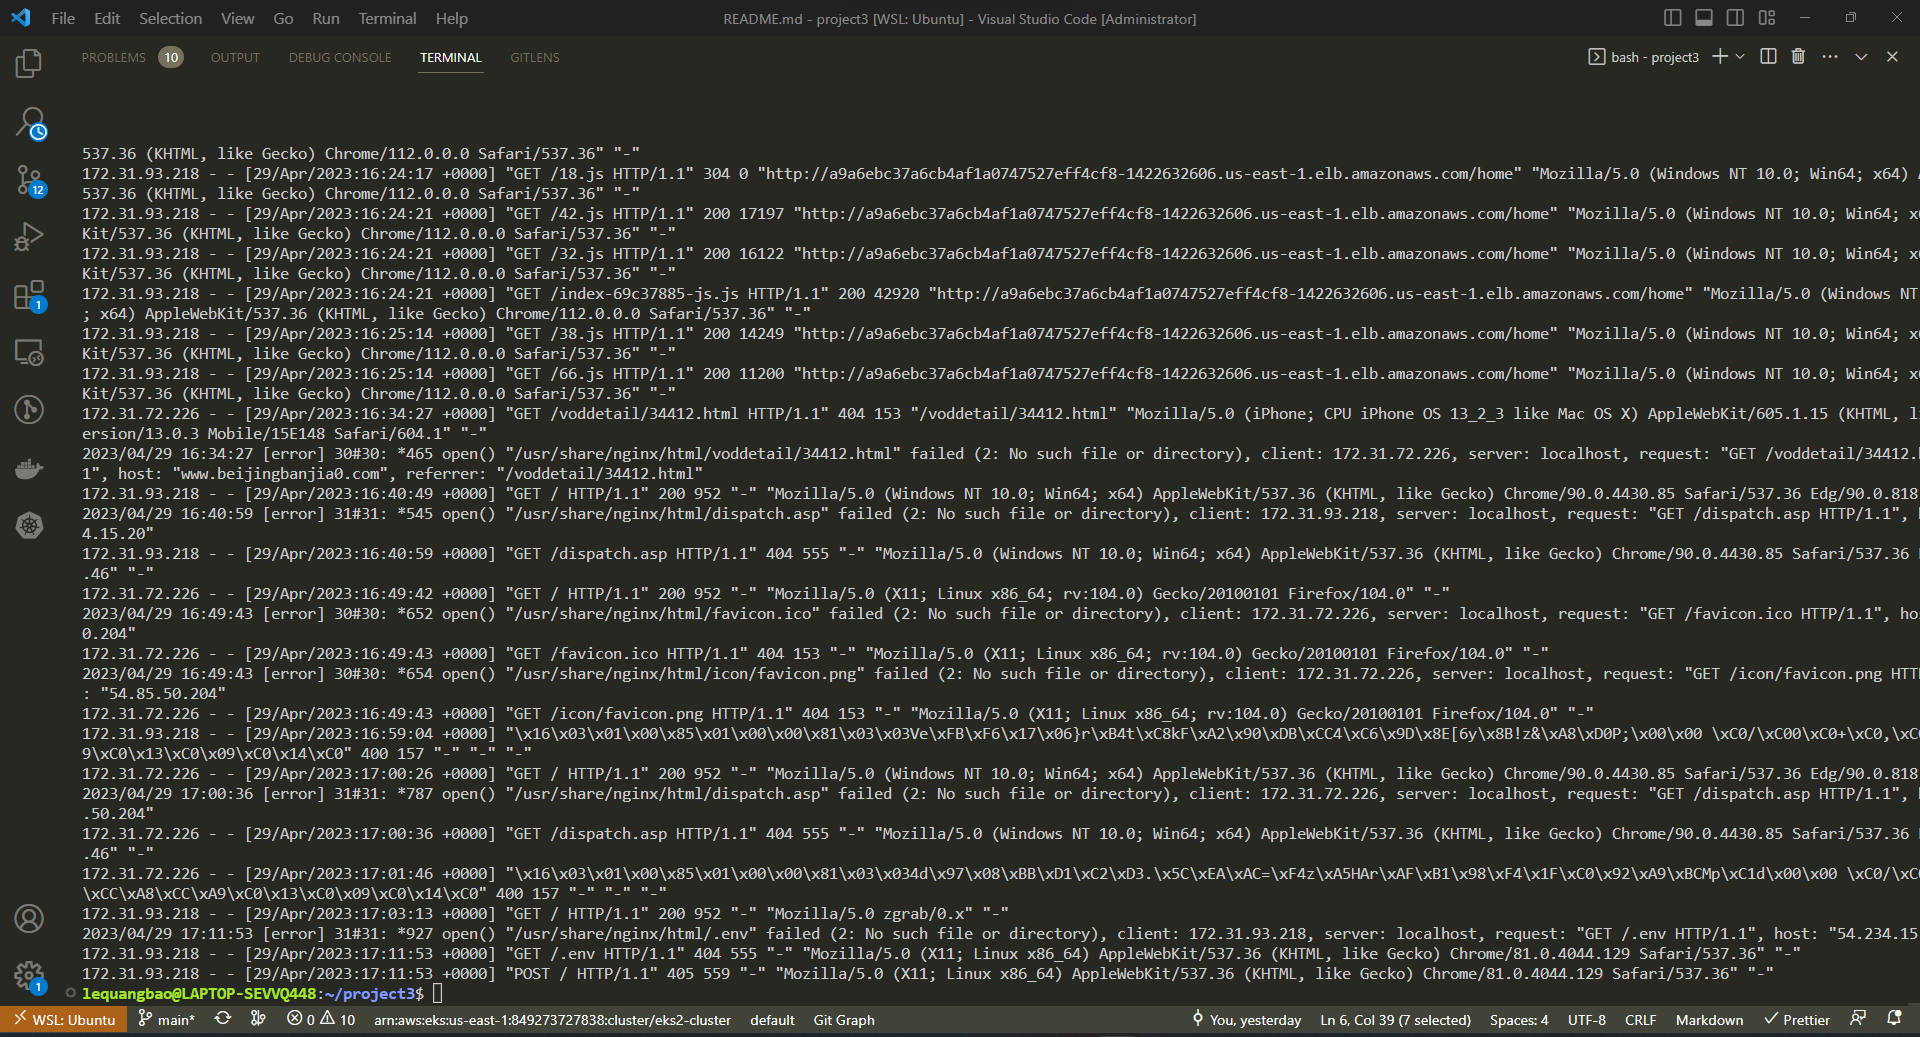 File Edit Selection View Go Run Terminal Help
README.md - project3 [WSL: Ubuntu] - Visual Studio Code [Administrator]
PROBLEMS 10 OUTPUT DEBUG CONSOLE TERMINAL GITLENS
bash - project3
537.36 (KHTML, like Gecko) Chrome/112.0.0.0 Safari/537.36" "-"
172.31.93.218 - - [29/Apr/2023:16:24:17 +0000] "GET /18.js HTTP/1.1" 304 0 "http://a9a6ebc37a6cb4af1a0747527eff4cf8-1422632606.us-east-1.elb.amazonaws.com/home" "Mozilla/5.0 (Windows NT 10.0; Win64; x64)
537.36 (KHTML, like Gecko) Chrome/112.0.0.0 Safari/537.36" "-"
172.31.93.218 - - [29/Apr/2023:16:24:21 +0000] "GET /42.js HTTP/1.1" 200 17197 "http://a9a6ebc37a6cb4af1a0747527eff4cf8-1422632606.us-east-1.elb.amazonaws.com/home" "Mozilla/5.0 (Windows NT 10.0; Win64;
Kit/537.36 (KHTML, like Gecko) Chrome/112.0.0.0 Safari/537.36" "-"
172.31.93.218 - - [29/Apr/2023:16:24:21 +0000] "GET /32.js HTTP/1.1" 200 16122 "http://a9a6ebc37a6cb4af1a0747527eff4cf8-1422632606.us-east-1.elb.amazonaws.com/home" "Mozilla/5.0 (Windows NT 10.0; Win64;
Kit/537.36 (KHTML, like Gecko) Chrome/112.0.0.0 Safari/537.36" "-"
172.31.93.218 - - [29/Apr/2023:16:24:21 +0000] "GET /index-69c37885-js.js HTTP/1.1" 200 42920 "http://a9a6ebc37a6cb4af1a0747527eff4cf8-1422632606.us-east-1.elb.amazonaws.com/home" "Mozilla/5.0 (Windows NT
; x64) AppleWebKit/537.36 (KHTML, like Gecko) Chrome/112.0.0.0 Safari/537.36" "-"
172.31.93.218 - - [29/Apr/2023:16:25:14 +0000] "GET /38.js HTTP/1.1" 200 14249 "http://a9a6ebc37a6cb4af1a0747527eff4cf8-1422632606.us-east-1.elb.amazonaws.com/home" "Mozilla/5.0 (Windows NT 10.0; Win64;
Kit/537.36 (KHTML, like Gecko) Chrome/112.0.0.0 Safari/537.36" "-"
172.31.93.218 - - [29/Apr/2023:16:25:14 +0000] "GET /66.js HTTP/1.1" 200 11200 "http://a9a6ebc37a6cb4af1a0747527eff4cf8-1422632606.us-east-1.elb.amazonaws.com/home" "Mozilla/5.0 (Windows NT 10.0; Win64;
Kit/537.36 (KHTML, like Gecko) Chrome/112.0.0.0 Safari/537.36" "-"
172.31.72.226 - - [29/Apr/2023:16:34:27 +0000] "GET /voddetail/34412.html HTTP/1.1" 404 153 "/voddetail/34412.html" "Mozilla/5.0 (iPhone; CPU iPhone OS 13_2_3 like Mac OS X) AppleWebKit/605.1.15 (KHTML,
ersion/13.0.3 Mobile/15E148 Safari/604.1" "-"
2023/04/29 16:34:27 [error] 30#30: *465 open() "/usr/share/nginx/html/voddetail/34412.html" failed (2: No such file or directory), client: 172.31.72.226, server: localhost, request: "GET /voddetail/34412.
1", host: "www.beijingbanjia0.com", referrer: "/voddetail/34412.html"
172.31.93.218 - - [29/Apr/2023:16:40:49 +0000] "GET / HTTP/1.1" 200 952 "-" "Mozilla/5.0 (Windows NT 10.0; Win64; x64) AppleWebKit/537.36 (KHTML, like Gecko) Chrome/90.0.4430.85 Safari/537.36 Edg/90.0.818
2023/04/29 16:40:59 [error] 31#31: *545 open() "/usr/share/nginx/html/dispatch.asp" failed (2: No such file or directory), client: 172.31.93.218, server: localhost, request: "GET /dispatch.asp HTTP/1.1",
4.15.20"
172.31.93.218 - - [29/Apr/2023:16:40:59 +0000] "GET /dispatch.asp HTTP/1.1" 404 555 "-" "Mozilla/5.0 (Windows NT 10.0; Win64; x64) AppleWebKit/537.36 (KHTML, like Gecko) Chrome/90.0.4430.85 Safari/537.36
.46" "-"
172.31.72.226 - - [29/Apr/2023:16:49:42 +0000] "GET / HTTP/1.1" 200 952 "-" "Mozilla/5.0 (X11; Linux x86_64; rv:104.0) Gecko/20100101 Firefox/104.0" "-"
2023/04/29 16:49:43 [error] 30#30: *652 open() "/usr/share/nginx/html/favicon.ico" failed (2: No such file or directory), client: 172.31.72.226, server: localhost, request: "GET /favicon.ico HTTP/1.1", ho
0.204"
172.31.72.226 - - [29/Apr/2023:16:49:43 +0000] "GET /favicon.ico HTTP/1.1" 404 153 "-" "Mozilla/5.0 (X11; Linux x86_64; rv:104.0) Gecko/20100101 Firefox/104.0" "-"
2023/04/29 16:49:43 [error] 30#30: *654 open() "/usr/share/nginx/html/icon/favicon.png" failed (2: No such file or directory), client: 172.31.72.226, server: localhost, request: "GET /icon/favicon.png HTT
: "54.85.50.204"
172.31.72.226 - - [29/Apr/2023:16:49:43 +0000] "GET /icon/favicon.png HTTP/1.1" 404 153 "-" "Mozilla/5.0 (X11; Linux x86_64; rv:104.0) Gecko/20100101 Firefox/104.0" "-"
172.31.93.218 - - [29/Apr/2023:16:59:04 +0000] "\x16\x03\x01\x00\x85\x01\x00\x00\x81\x03\x03Ve\xFB\xF6\x17\x06}r\xB4t\xC8kF\xA2\x90\xDB\xCC4\xC6\x9D\x8E[6y\x8B!z&\xA8\xD0P;\x00\x00 \xC0/\xC00\xC0+\xC0,\xC
9\xC0\x13\xC0\x09\xC0\x14\xC0" 400 157 "-" "-" "-"
172.31.72.226 - - [29/Apr/2023:17:00:26 +0000] "GET / HTTP/1.1" 200 952 "-" "Mozilla/5.0 (Windows NT 10.0; Win64; x64) AppleWebKit/537.36 (KHTML, like Gecko) Chrome/90.0.4430.85 Safari/537.36 Edg/90.0.818
2023/04/29 17:00:36 [error] 31#31: *787 open() "/usr/share/nginx/html/dispatch.asp" failed (2: No such file or directory), client: 172.31.72.226, server: localhost, request: "GET /dispatch.asp HTTP/1.1",
.50.204"
172.31.72.226 - - [29/Apr/2023:17:00:36 +0000] "GET /dispatch.asp HTTP/1.1" 404 555 "-" "Mozilla/5.0 (Windows NT 10.0; Win64; x64) AppleWebKit/537.36 (KHTML, like Gecko) Chrome/90.0.4430.85 Safari/537.36
.46" "-"
172.31.72.226 - - [29/Apr/2023:17:01:46 +0000] "\x16\x03\x01\x00\x85\x01\x00\x00\x81\x03\x034d\x97\x08\xBB\xD1\xC2\xD3.\x5C\xEA\xAC=\xF4z\xA5HAr\xAF\xB1\x98\xF4\x1F\xC0\x92\xA9\xBCMp\xC1d\x00\x00 \xC0/\xC
\xCC\xA8\xCC\xA9\xC0\x13\xC0\x09\xC0\x14\xC0" 400 157 "-" "-" "-"
172.31.93.218 - - [29/Apr/2023:17:03:13 +0000] "GET / HTTP/1.1" 200 952 "-" "Mozilla/5.0 zgrab/0.x" "-"
2023/04/29 17:11:53 [error] 31#31: *927 open() "/usr/share/nginx/html/.env" failed (2: No such file or directory), client: 172.31.93.218, server: localhost, request: "GET /.env HTTP/1.1", host: "54.234.15
172.31.93.218 - - [29/Apr/2023:17:11:53 +0000] "GET /.env HTTP/1.1" 404 555 "-" "Mozilla/5.0 (X11; Linux x86_64) AppleWebKit/537.36 (KHTML, like Gecko) Chrome/81.0.4044.129 Safari/537.36" "-"
172.31.93.218 - - [29/Apr/2023:17:11:53 +0000] "POST / HTTP/1.1" 405 559 "-" "Mozilla/5.0 (X11; Linux x86_64) AppleWebKit/537.36 (KHTML, like Gecko) Chrome/81.0.4044.129 Safari/537.36" "-"
lequangbao@LAPTOP-SEVVQ448:~/project3$
12
1
1
WSL: Ubuntu main* 0 10 arn:aws:eks:us-east-1:849273727838:cluster/eks2-cluster default Git Graph You, yesterday Ln 6, Col 39 (7 selected) Spaces: 4 UTF-8 CRLF Markdown Prettier